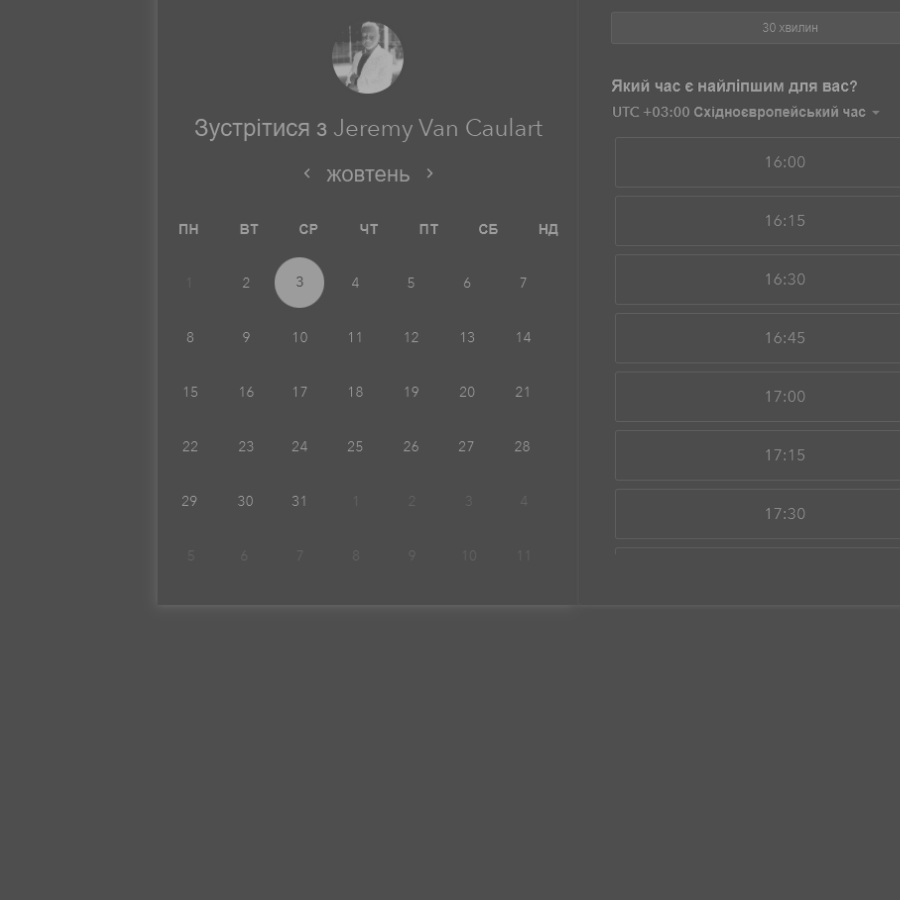 Зустрітися з Jeremy Van Caulart
жовтень
ПН ВТ СР ЧТ ПТ СБ НД
1 2 3 4 5 6 7
8 9 10 11 12 13 14
15 16 17 18 19 20 21
22 23 24 25 26 27 28
29 30 31 1 2 3 4
5 6 7 8 9 10 11
30 хвилин
Який час є найліпшим для вас?
UTC +03:00 Східноєвропейський час
16:00
16:15
16:30
16:45
17:00
17:15
17:30